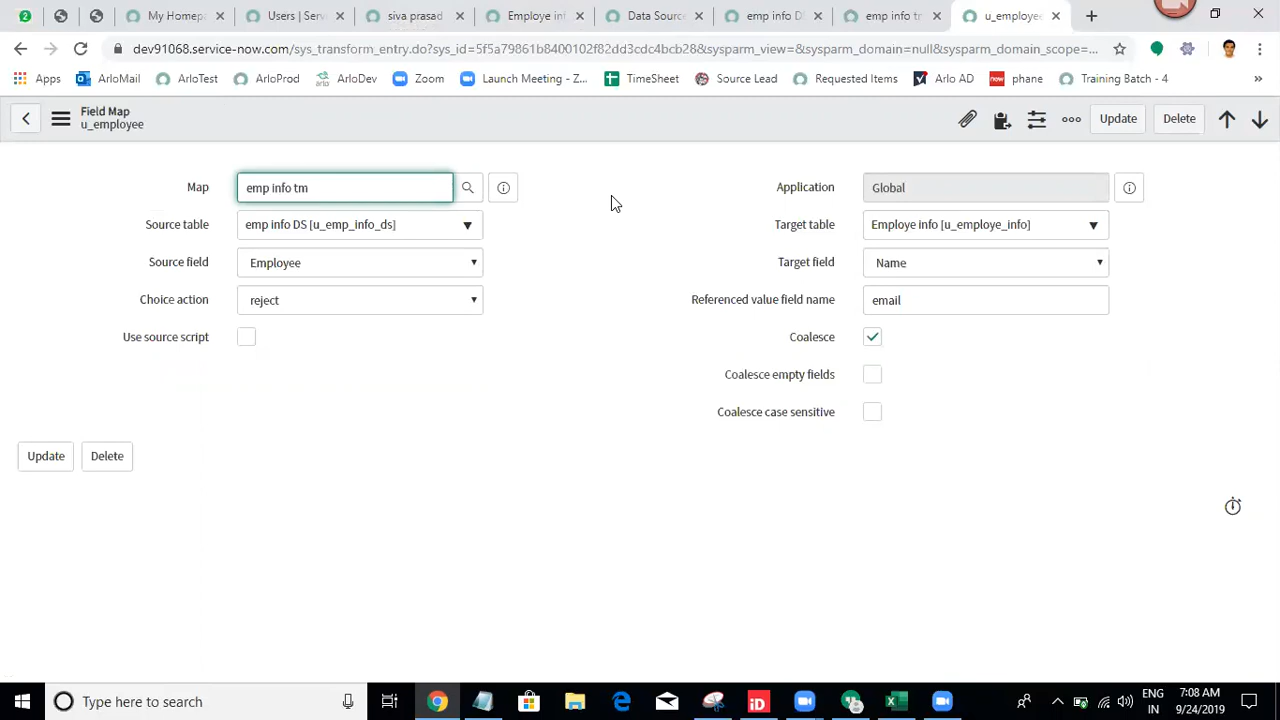 2
My Homep
Users | Serv
siva prasad
Employe inf
Data Source
emp info D
emp info tr
u_employee
dev91068.service-now.com/sys_transform_entry.do?sys_id=5f5a79861b8400102f82dd3cdc4bcb28&sysparm_view=&sysparm_domain=null&sysparm_domain_scope=...
Apps
ArloMail
ArloTest
ArloProd
ArloDev
Zoom
Launch Meeting - Z...
TimeSheet
Source Lead
Requested Items
Arlo AD
now
phane
Training Batch - 4
»
Field Map
u_employee
Update
Delete
Map
emp info tm
Application
Global
Source table
emp info DS [u_emp_info_ds]
Target table
Employe info [u_employe_info]
Source field
Employee
Target field
Name
Choice action
reject
Referenced value field name
email
Use source script
Coalesce
Coalesce empty fields
Coalesce case sensitive
Update
Delete
Type here to search
iD
ENG
IN
7:08 AM
9/24/2019